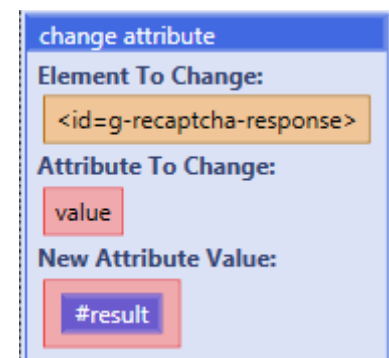 change attribute
Element To Change:
<id=g-recaptcha-response>
Attribute To Change:
value
New Attribute Value:
#result